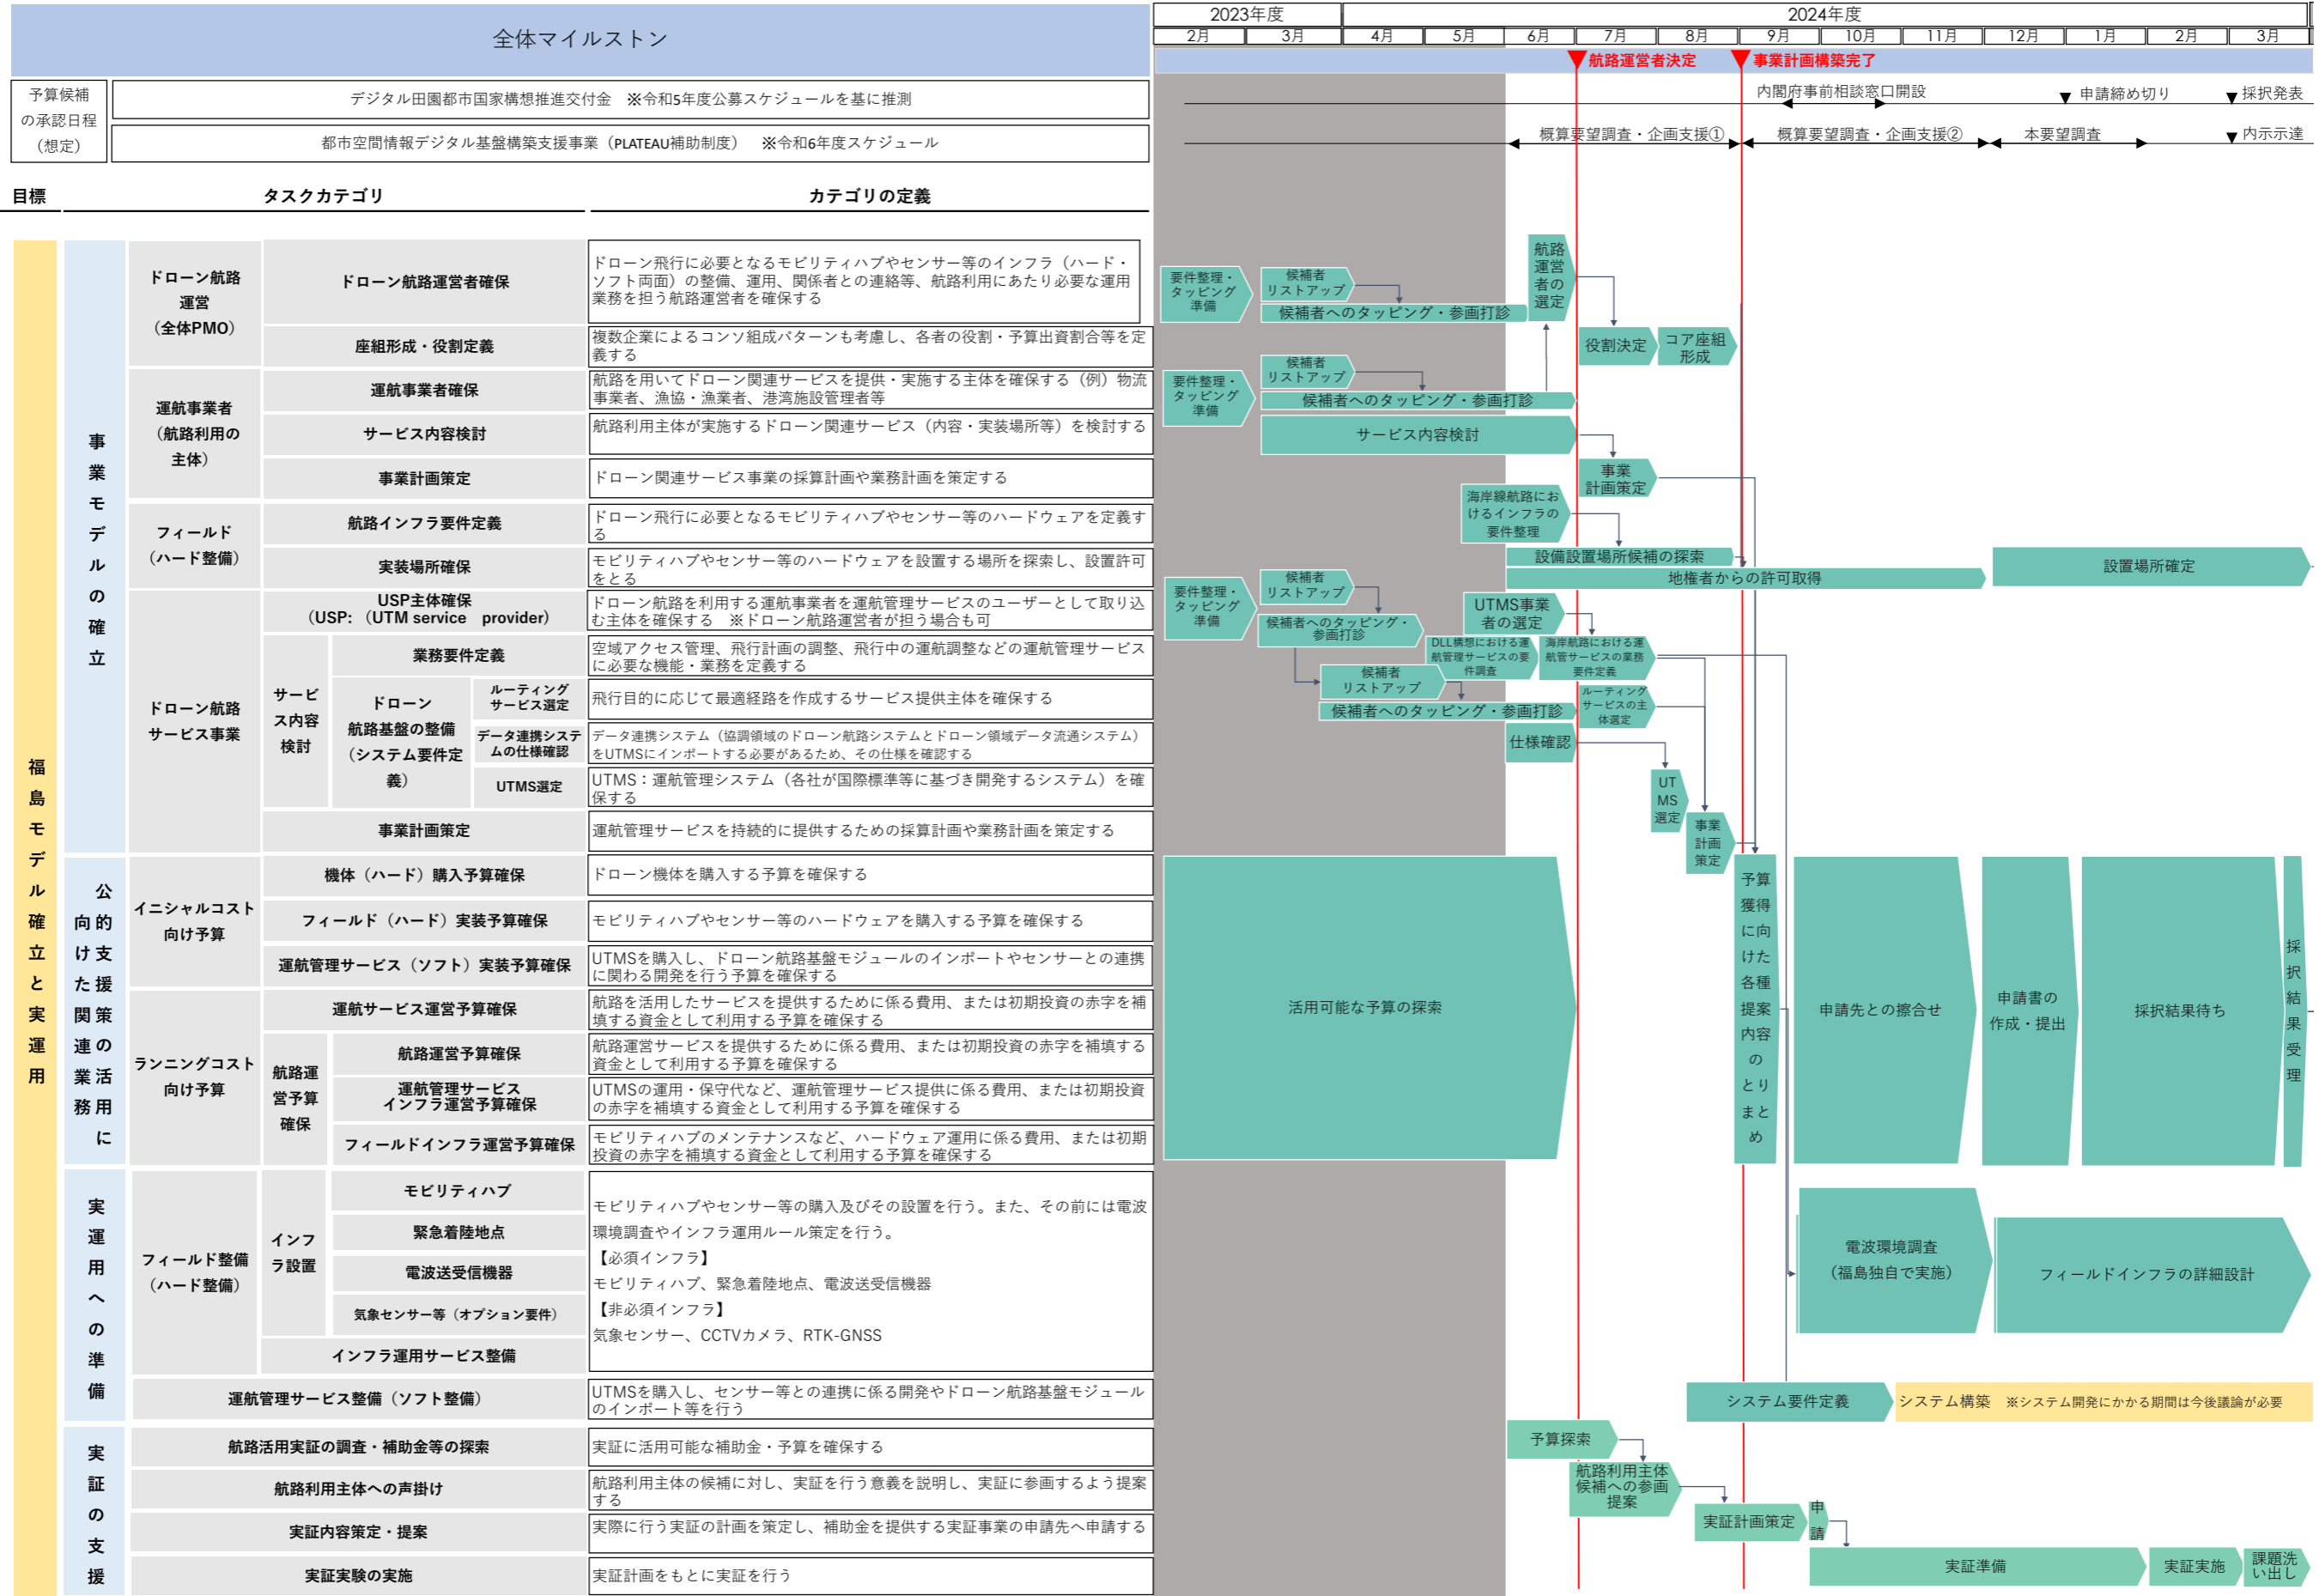 全体マイルストン
2023年度
2024年度
2月
3月
4月
5月
6月
7月
8月
9月
10月
11月
12月
1月
2月
3月
航路運営者決定
事業計画構築完了
予算候補
の承認日程
（想定）
デジタル田園都市国家構想推進交付金　※令和5年度公募スケジュールを基に推測
内閣府事前相談窓口開設
▼ 申請締め切り
▼ 採択発表
都市空間情報デジタル基盤構築支援事業（PLATEAU補助制度）　※令和6年度スケジュール
概算要望調査・企画支援①
概算要望調査・企画支援②
本要望調査
▼ 内示示達
目標
タスクカテゴリ
カテゴリの定義
福島モデル確立と実運用
事業モデルの確立
ドローン航路
運営
（全体PMO）
ドローン航路運営者確保
ドローン飛行に必要となるモビリティハブやセンサー等のインフラ（ハード・
ソフト両面）の整備、運用、関係者との連絡等、航路利用にあたり必要な運用
業務を担う航路運営者を確保する
要件整理・
タッピング
準備
候補者
リストアップ
候補者へのタッピング・参画打診
航路
運営
者の
選定
座組形成・役割定義
複数企業によるコンソ組成パターンも考慮し、各者の役割・予算出資割合等を定
義する
役割決定
コア座組
形成
運航事業者
（航路利用の
主体）
運航事業者確保
航路を用いてドローン関連サービスを提供・実施する主体を確保する（例）物流
事業者、漁協・漁業者、港湾施設管理者等
要件整理・
タッピング
準備
候補者
リストアップ
候補者へのタッピング・参画打診
サービス内容検討
航路利用主体が実施するドローン関連サービス（内容・実装場所等）を検討する
サービス内容検討
事業計画策定
ドローン関連サービス事業の採算計画や業務計画を策定する
事業
計画策定
フィールド
（ハード整備）
航路インフラ要件定義
ドローン飛行に必要となるモビリティハブやセンサー等のハードウェアを定義す
る
海岸線航路にお
けるインフラの
要件整理
実装場所確保
モビリティハブやセンサー等のハードウェアを設置する場所を探索し、設置許可
をとる
設備設置場所候補の探索
地権者からの許可取得
設置場所確定
ドローン航路
サービス事業
USP主体確保
（USP:（UTM service　provider）
ドローン航路を利用する運航事業者を運航管理サービスのユーザーとして取り込
む主体を確保する　※ドローン航路運営者が担う場合も可
要件整理・
タッピング
準備
候補者
リストアップ
候補者へのタッピング・
参画打診
UTMS事業
者の選定
サービ
ス内容
検討
業務要件定義
空域アクセス管理、飛行計画の調整、飛行中の運航調整などの運航管理サービス
に必要な機能・業務を定義する
DLL構想における運
航管理サービスの要
件調査
海岸航路における運
航管サービスの業務
要件定義
ドローン
航路基盤の整備
（システム要件定
義）
ルーティング
サービス選定
飛行目的に応じて最適経路を作成するサービス提供主体を確保する
候補者
リストアップ
候補者へのタッピング・参画打診
ルーティング
サービスの主
体選定
データ連携システ
ムの仕様確認
データ連携システム（協調領域のドローン航路システムとドローン領域データ流通システム）
をUTMSにインポートする必要があるため、その仕様を確認する
仕様確認
UTMS選定
UTMS：運航管理システム（各社が国際標準等に基づき開発するシステム）を確
保する
UT
MS
選定
事業計画策定
運航管理サービスを持続的に提供するための採算計画や業務計画を策定する
事業
計画
策定
公的支援策の活用に
向けた関連業務
イニシャルコスト
向け予算
機体（ハード）購入予算確保
ドローン機体を購入する予算を確保する
フィールド（ハード）実装予算確保
モビリティハブやセンサー等のハードウェアを購入する予算を確保する
運航管理サービス（ソフト）実装予算確保
UTMSを購入し、ドローン航路基盤モジュールのインポートやセンサーとの連携
に関わる開発を行う予算を確保する
ランニングコスト
向け予算
運航サービス運営予算確保
航路を活用したサービスを提供するために係る費用、または初期投資の赤字を補
填する資金として利用する予算を確保する
航路運
営予算
確保
航路運営予算確保
航路運営サービスを提供するために係る費用、または初期投資の赤字を補填する
資金として利用する予算を確保する
運航管理サービス
インフラ運営予算確保
UTMSの運用・保守代など、運航管理サービス提供に係る費用、または初期投資
の赤字を補填する資金として利用する予算を確保する
フィールドインフラ運営予算確保
モビリティハブのメンテナンスなど、ハードウェア運用に係る費用、または初期
投資の赤字を補填する資金として利用する予算を確保する
活用可能な予算の探索
予算
獲得
に向
けた
各種
提案
内容
の
とり
まと
め
申請先との擦合せ
申請書の
作成・提出
採択結果待ち
採択結果受理
実運用への準備
フィールド整備
（ハード整備）
インフ
ラ設置
モビリティハブ
緊急着陸地点
電波送受信機器
気象センサー等（オプション要件）
インフラ運用サービス整備
モビリティハブやセンサー等の購入及びその設置を行う。また、その前には電波
環境調査やインフラ運用ルール策定を行う。
【必須インフラ】
モビリティハブ、緊急着陸地点、電波送受信機器
【非必須インフラ】
気象センサー、CCTVカメラ、RTK-GNSS
電波環境調査
（福島独自で実施）
フィールドインフラの詳細設計
運航管理サービス整備（ソフト整備）
UTMSを購入し、センサー等との連携に係る開発やドローン航路基盤モジュール
のインポート等を行う
システム要件定義
システム構築　※システム開発にかかる期間は今後議論が必要
実証の支援
航路活用実証の調査・補助金等の探索
実証に活用可能な補助金・予算を確保する
予算探索
航路利用主体への声掛け
航路利用主体の候補に対し、実証を行う意義を説明し、実証に参画するよう提案
する
航路利用主体
候補への参画
提案
実証内容策定・提案
実際に行う実証の計画を策定し、補助金を提供する実証事業の申請先へ申請する
実証計画策定
申
請
実証実験の実施
実証計画をもとに実証を行う
実証準備
実証実施
課題洗
い出し